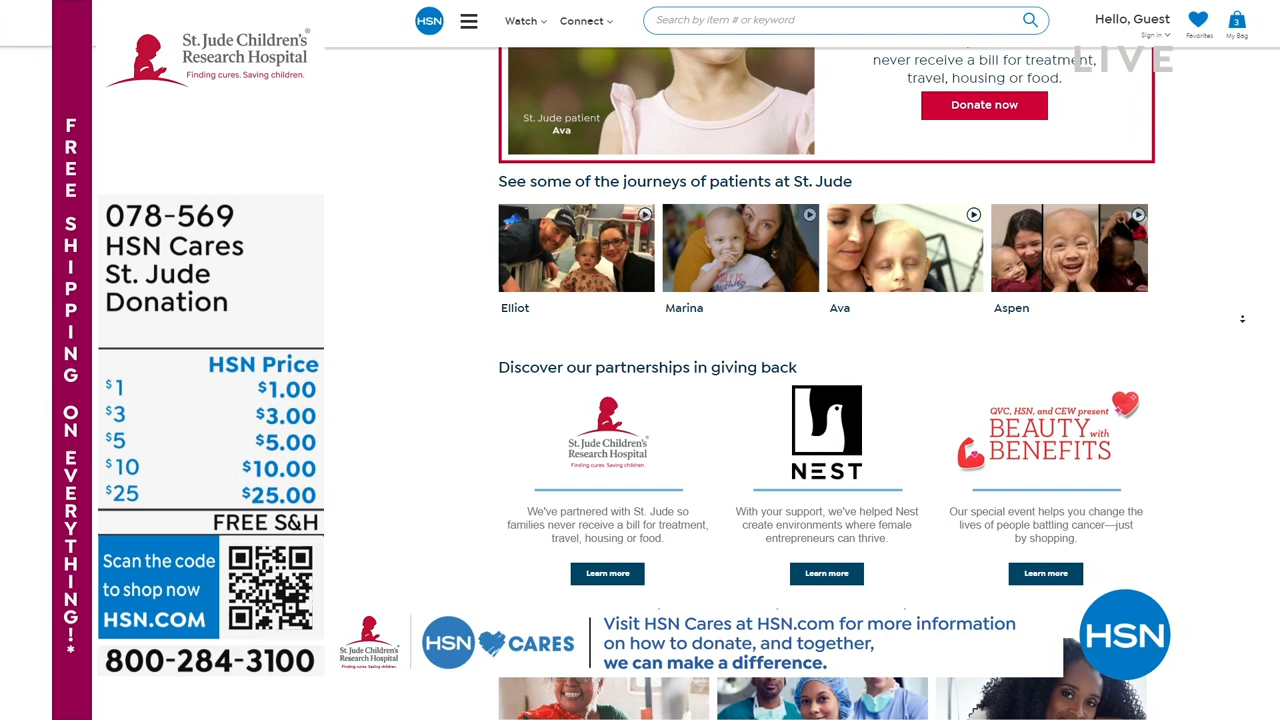 St. Jude Children's®
Research Hospital
Finding cures. Saving children.
FREE SHIPPING ON EVERYTHING!*
078-569
HSN Cares
St. Jude
Donation
HSN Price
$1 $1.00
$3 $3.00
$5 $5.00
$10 $10.00
$25 $25.00
FREE S&H
Scan the code
to shop now
HSN.COM
800-284-3100
HSN
Watch
Connect
Search by item # or keyword
Hello, Guest
Sign in
Favorites
3
My Bag
LIVE
never receive a bill for treatment,
travel, housing or food.
Donate now
St. Jude patient
Ava
See some of the journeys of patients at St. Jude
Elliot
Marina
Ava
Aspen
Discover our partnerships in giving back
St. Jude Children's®
Research Hospital
Finding cures. Saving children.
We've partnered with St. Jude so
families never receive a bill for treatment,
travel, housing or food.
Learn more
NEST
With your support, we've helped Nest
create environments where female
entrepreneurs can thrive.
Learn more
QVC, HSN, and CEW present
BEAUTY with
BENEFITS
Our special event helps you change the
lives of people battling cancer—just
by shopping.
Learn more
St. Jude Children's
Research Hospital
Finding cures. Saving children.
HSN CARES
Visit HSN Cares at HSN.com for more information
on how to donate, and together,
we can make a difference.
HSN